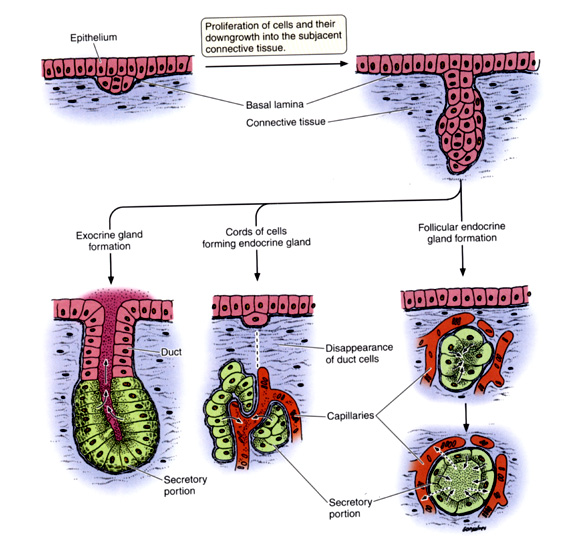 Epithelium
Proliferation of cells and their
downgrowth into the subjacent
connective tissue.
Basal lamina
Connective tissue
Exocrine gland
formation
Cords of cells
forming endocrine gland
Follicular endocrine
gland formation
Duct
Disappearance
of duct cells
Capillaries
Secretory
portion
Secretory
portion